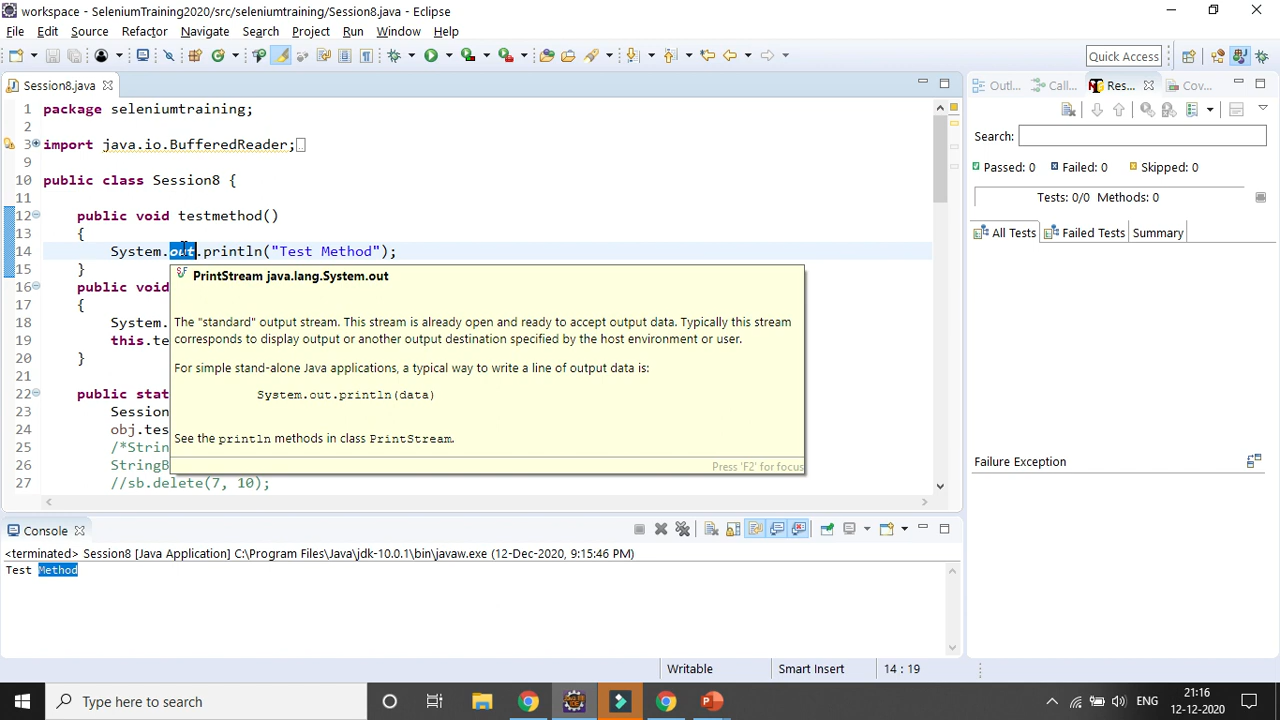 workspace - SeleniumTraining2020/src/seleniumtraining/Session8.java - Eclipse
File Edit Source Refactor Navigate Search Project Run Window Help
Quick Access
Session8.java
Outl... Call... Res... Cov...
1 package seleniumtraining;
2
3 import java.io.BufferedReader;
9
10 public class Session8 {
11
12 public void testmethod()
13 {
14 System.out.println("Test Method");
15 }
16 public void
17 {
18 System.
19 this.te
20 }
21
22 public stat
23 Session
24 obj.tes
25 /*Strin
26 StringB
27 //sb.delete(7, 10);
PrintStream java.lang.System.out
The "standard" output stream. This stream is already open and ready to accept output data. Typically this stream
corresponds to display output or another output destination specified by the host environment or user.
For simple stand-alone Java applications, a typical way to write a line of output data is:
System.out.println(data)
See the println methods in class PrintStream.
Press 'F2' for focus
Search:
Passed: 0 Failed: 0 Skipped: 0
Tests: 0/0 Methods: 0
All Tests Failed Tests Summary
Failure Exception
Console
<terminated> Session8 [Java Application] C:\Program Files\Java\jdk-10.0.1\bin\javaw.exe (12-Dec-2020, 9:15:46 PM)
Test Method
Writable Smart Insert 14 : 19
Type here to search
ENG
21:16
12-12-2020